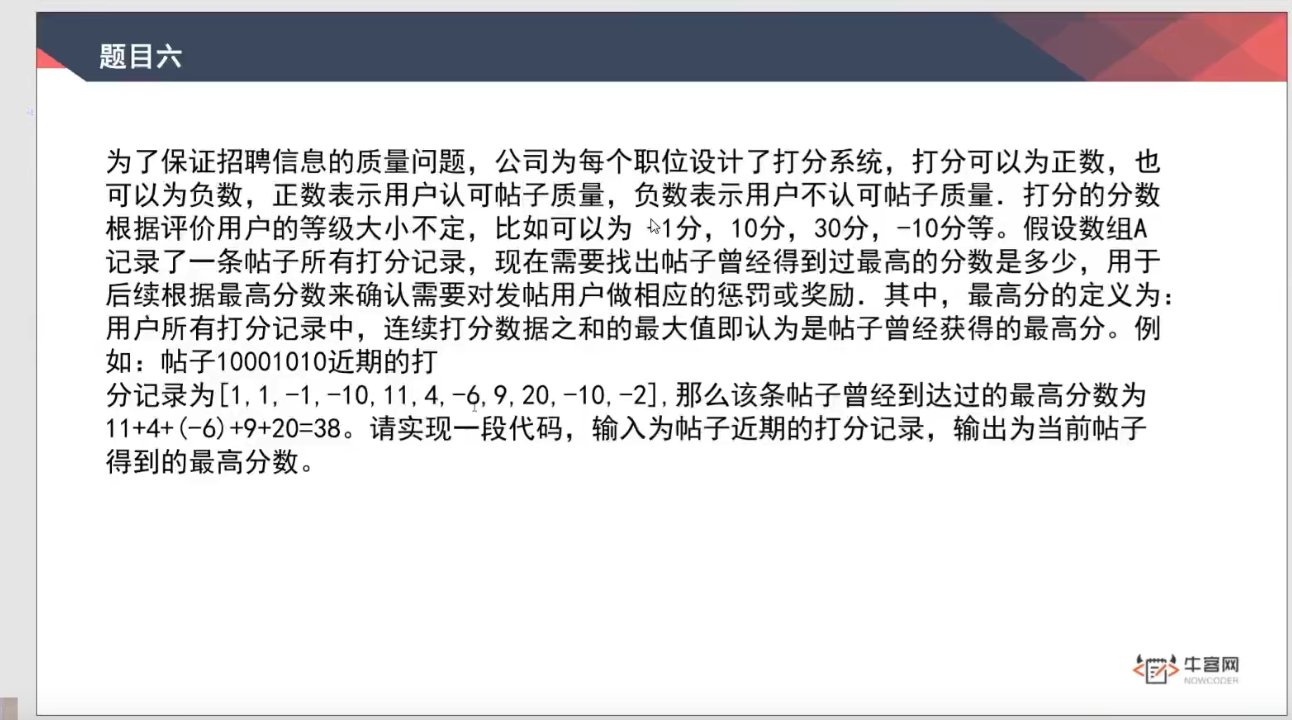 题目六
为了保证招聘信息的质量问题，公司为每个职位设计了打分系统，打分可以为正数，也
可以为负数，正数表示用户认可帖子质量，负数表示用户不认可帖子质量．打分的分数
根据评价用户的等级大小不定，比如可以为 -1分，10分，30分，-10分等。假设数组A
记录了一条帖子所有打分记录，现在需要找出帖子曾经得到过最高的分数是多少，用于
后续根据最高分数来确认需要对发帖用户做相应的惩罚或奖励．其中，最高分的定义为：
用户所有打分记录中，连续打分数据之和的最大值即认为是帖子曾经获得的最高分。例
如：帖子10001010近期的打
分记录为[1,1,-1,-10,11,4,-6,9,20,-10,-2],那么该条帖子曾经到达过的最高分数为
11+4+(-6)+9+20=38。请实现一段代码，输入为帖子近期的打分记录，输出为当前帖子
得到的最高分数。
牛客网
NOWCODER